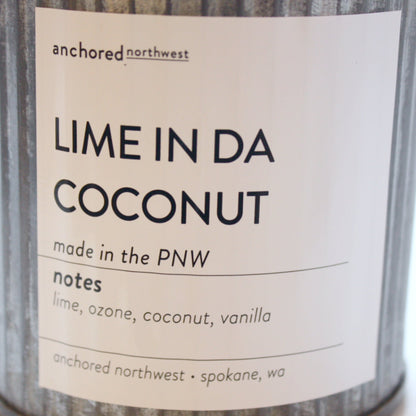 anchored northwest
LIME IN DA
COCONUT
made in the PNW
notes
lime, ozone, coconut, vanilla
anchored northwest • spokane, wa